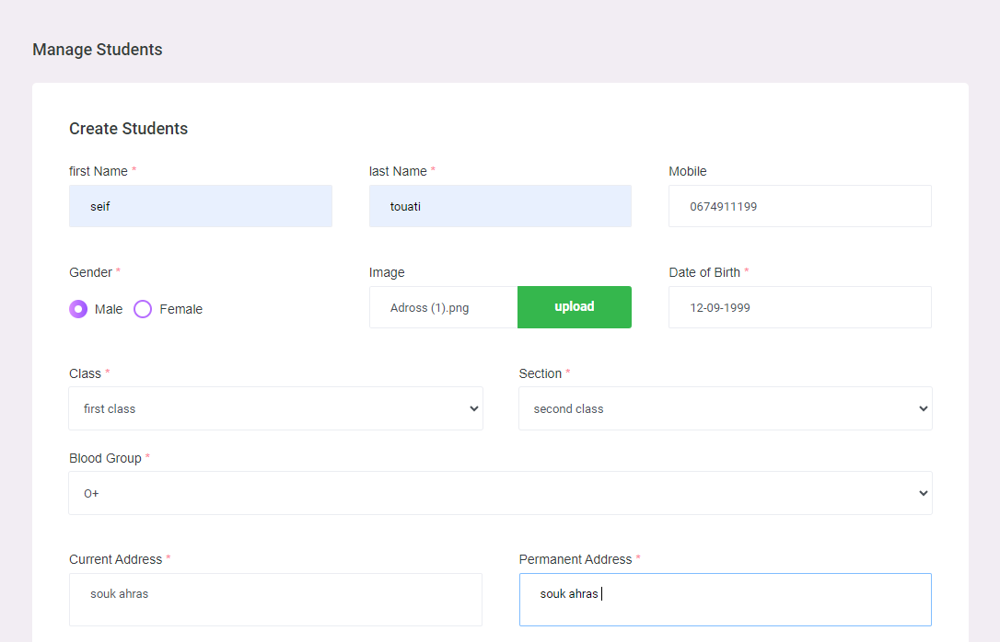 Manage Students
Create Students
first Name * last Name * Mobile
seif touati 0674911199
Gender * Image Date of Birth *
Male Female Adross (1).png upload 12-09-1999
Class * Section *
first class second class
Blood Group *
O+
Current Address * Permanent Address *
souk ahras souk ahras